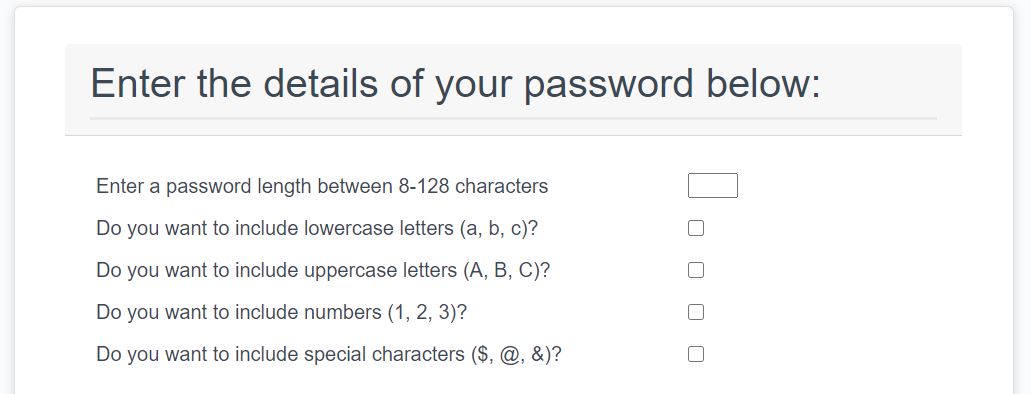 Enter the details of your password below:
Enter a password length between 8-128 characters
Do you want to include lowercase letters (a, b, c)?
Do you want to include uppercase letters (A, B, C)?
Do you want to include numbers (1, 2, 3)?
Do you want to include special characters ($, @, &)?